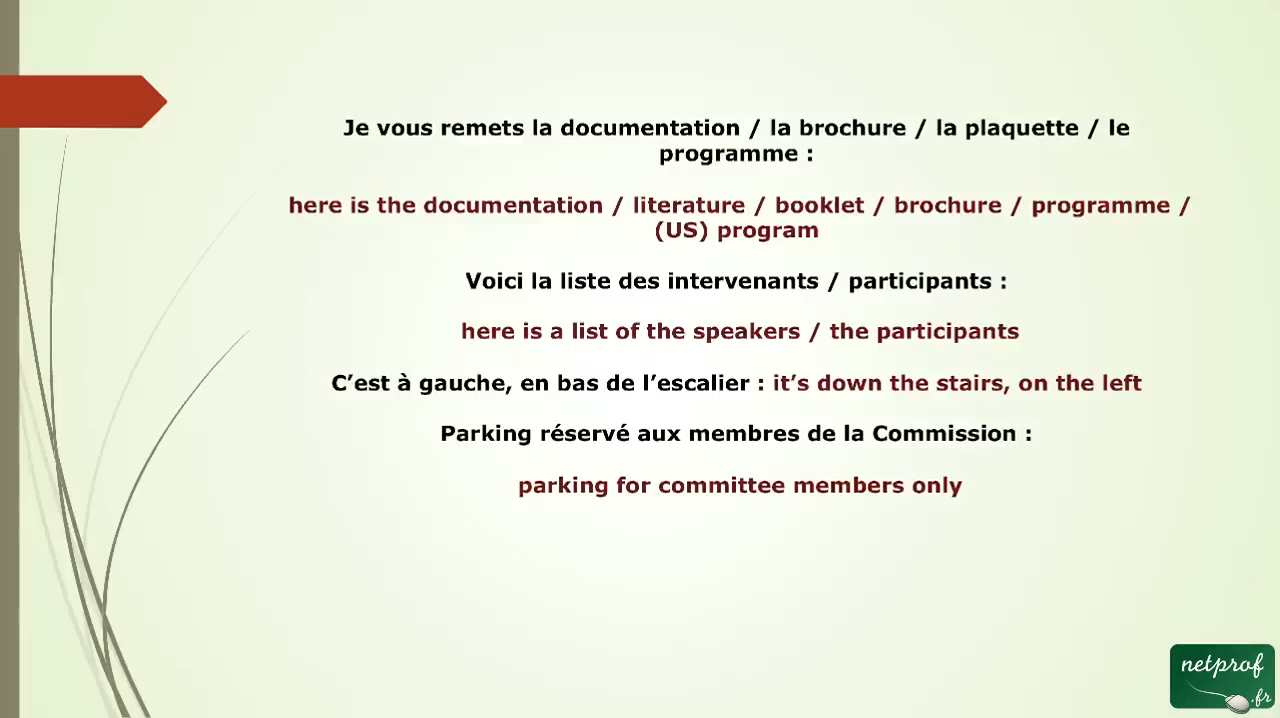 Je vous remets la documentation / la brochure / la plaquette / le
programme :
here is the documentation / literature / booklet / brochure / programme /
(US) program
Voici la liste des intervenants / participants :
here is a list of the speakers / the participants
C’est à gauche, en bas de l’escalier : it’s down the stairs, on the left
Parking réservé aux membres de la Commission :
parking for committee members only
netprof
.fr